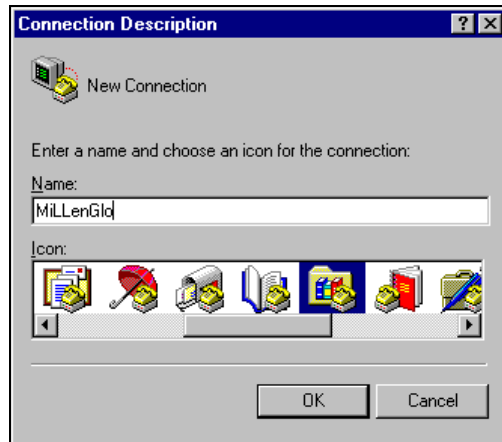 Connection Description
New Connection
Enter a name and choose an icon for the connection:
Name:
MiLLenGlo
Icon:
OK Cancel